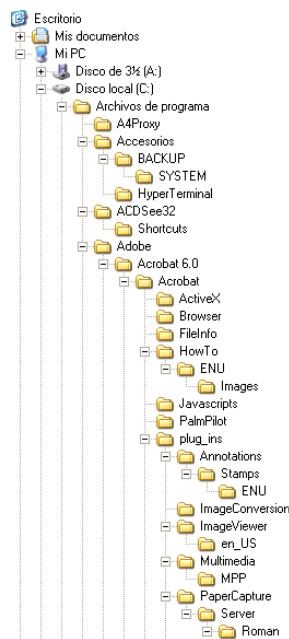 Escritorio
Mis documentos
Mi PC
Disco de 3½ (A:)
Disco local (C:)
Archivos de programa
A4Proxy
Accesorios
BACKUP
SYSTEM
HyperTerminal
ACDSee32
Shortcuts
Adobe
Acrobat 6.0
Acrobat
ActiveX
Browser
FileInfo
HowTo
ENU
Images
Javascripts
PalmPilot
plug_ins
Annotations
Stamps
ENU
ImageConversion
ImageViewer
en_US
Multimedia
MPP
PaperCapture
Server
Roman